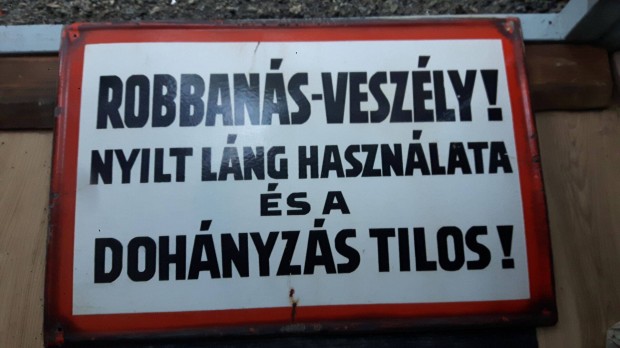 ROBBANÁS-VESZÉLY!
NYILT LÁNG HASZNÁLATA
ÉS A
DOHÁNYZÁS TILOS!